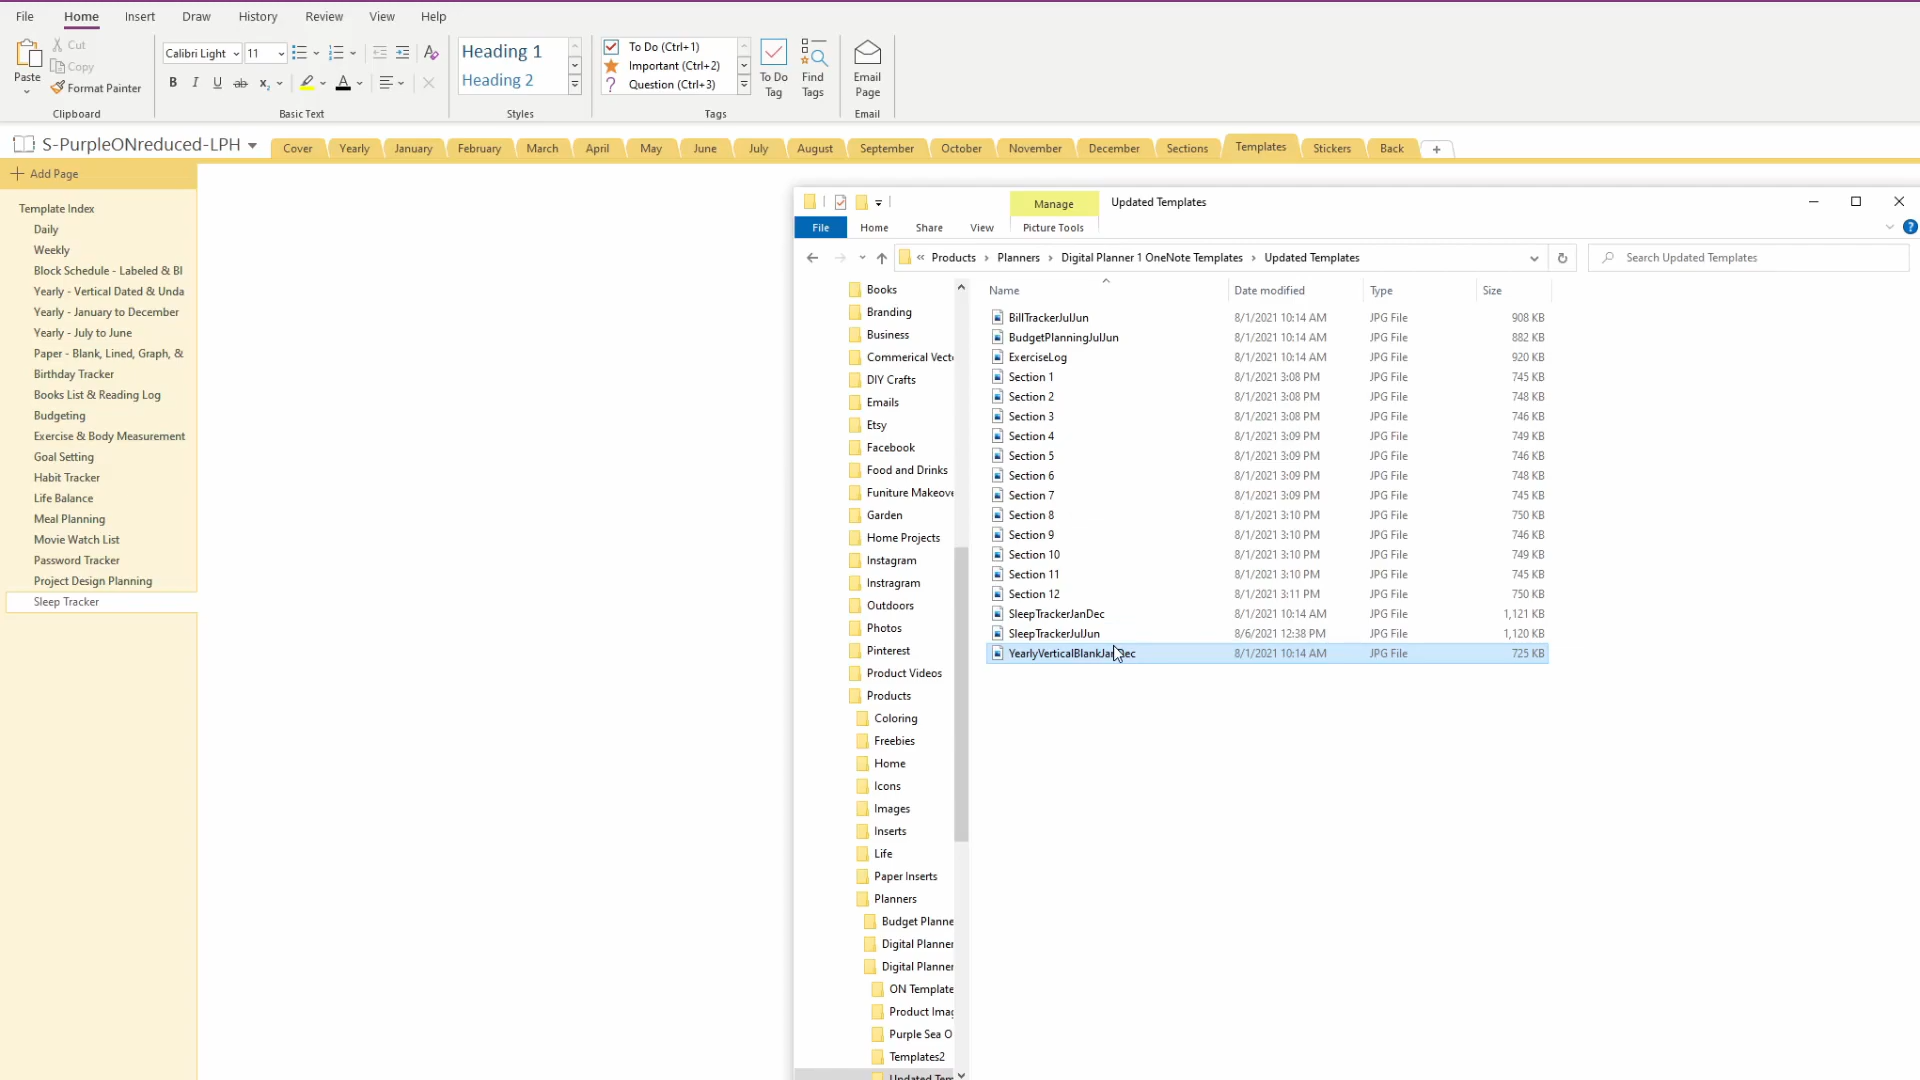 File Home Insert Draw History Review View Help
Paste
Cut
Copy
Format Painter
Clipboard
Calibri Light 11
B I U ab x
Basic Text
Heading 1
Heading 2
Styles
To Do (Ctrl+1)
Important (Ctrl+2)
Question (Ctrl+3)
To Do Tag
Find Tags
Tags
Email Page
Email
S-PurpleONreduced-LPH
Cover Yearly January February March April May June July August September October November December Sections Templates Stickers Back +
Add Page
Template Index
Daily
Weekly
Block Schedule - Labeled & Bl
Yearly - Vertical Dated & Unda
Yearly - January to December
Yearly - July to June
Paper - Blank, Lined, Graph, &
Birthday Tracker
Books List & Reading Log
Budgeting
Exercise & Body Measurement
Goal Setting
Habit Tracker
Life Balance
Meal Planning
Movie Watch List
Password Tracker
Project Design Planning
Sleep Tracker
Manage Updated Templates
File Home Share View Picture Tools
« Products › Planners › Digital Planner 1 OneNote Templates › Updated Templates
Search Updated Templates
Books
Branding
Business
Commerical Vect
DIY Crafts
Emails
Etsy
Facebook
Food and Drinks
Funiture Makeov
Garden
Home Projects
Instagram
Instragram
Outdoors
Photos
Pinterest
Product Videos
Products
Coloring
Freebies
Home
Icons
Images
Inserts
Life
Paper Inserts
Planners
Budget Planne
Digital Planner
Digital Planner
ON Template
Product Imag
Purple Sea O
Templates2
Updated Tem
Name Date modified Type Size
BillTrackerJulJun 8/1/2021 10:14 AM JPG File 908 KB
BudgetPlanningJulJun 8/1/2021 10:14 AM JPG File 882 KB
ExerciseLog 8/1/2021 10:14 AM JPG File 920 KB
Section 1 8/1/2021 3:08 PM JPG File 745 KB
Section 2 8/1/2021 3:08 PM JPG File 748 KB
Section 3 8/1/2021 3:08 PM JPG File 746 KB
Section 4 8/1/2021 3:09 PM JPG File 749 KB
Section 5 8/1/2021 3:09 PM JPG File 746 KB
Section 6 8/1/2021 3:09 PM JPG File 748 KB
Section 7 8/1/2021 3:09 PM JPG File 745 KB
Section 8 8/1/2021 3:10 PM JPG File 750 KB
Section 9 8/1/2021 3:10 PM JPG File 746 KB
Section 10 8/1/2021 3:10 PM JPG File 749 KB
Section 11 8/1/2021 3:10 PM JPG File 745 KB
Section 12 8/1/2021 3:11 PM JPG File 750 KB
SleepTrackerJanDec 8/1/2021 10:14 AM JPG File 1,121 KB
SleepTrackerJulJun 8/6/2021 12:38 PM JPG File 1,120 KB
YearlyVerticalBlankJanDec 8/1/2021 10:14 AM JPG File 725 KB